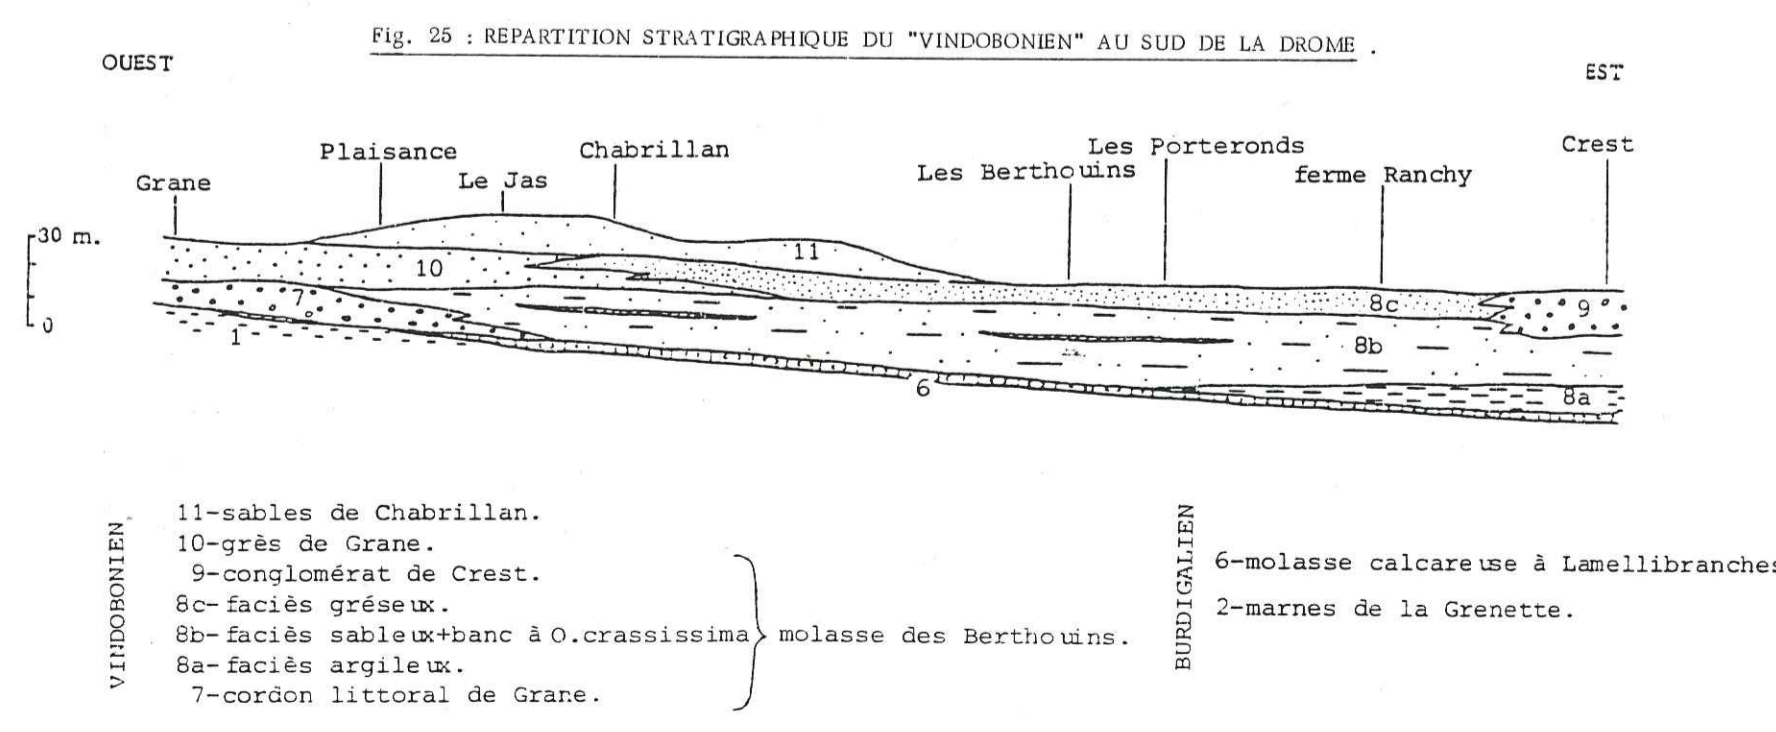 Fig. 25 : REPARTITION STRATIGRAPHIQUE DU "VINDOBONIEN" AU SUD DE LA DROME .
OUEST
EST
Plaisance
Chabrillan
Les Porteronds
Crest
Grane
Le Jas
Les Berthouins
ferme Ranchy
30 m.
0
11
10
7
1
8c
9
8b
6
8a
VINDOBONIEN
11-sables de Chabrillan.
10-grès de Grane.
9-conglomérat de Crest.
8c-faciès gréseux.
8b-faciès sableux+banc à O.crassissima
molasse des Berthouins.
8a-faciès argileux.
7-cordon littoral de Grane.
BURDIGALIEN
6-molasse calcareuse à Lamellibranches
2-marnes de la Grenette.